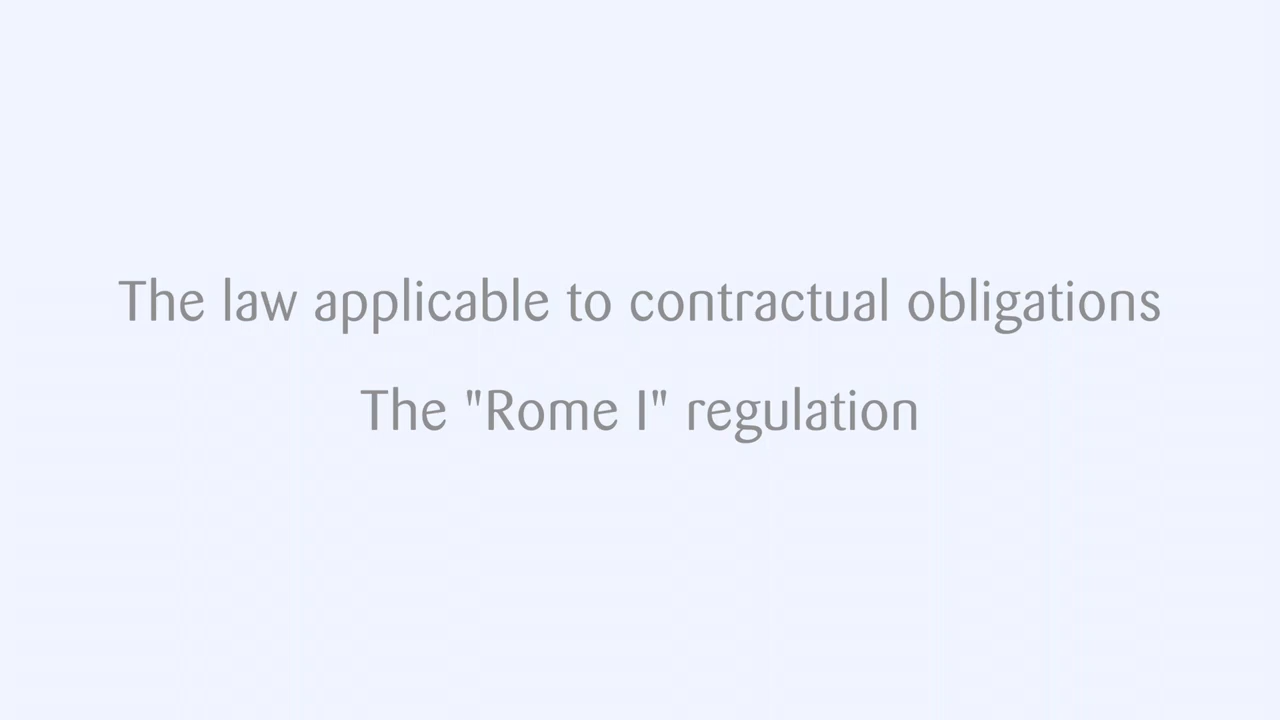 The law applicable to contractual obligations
The "Rome I" regulation